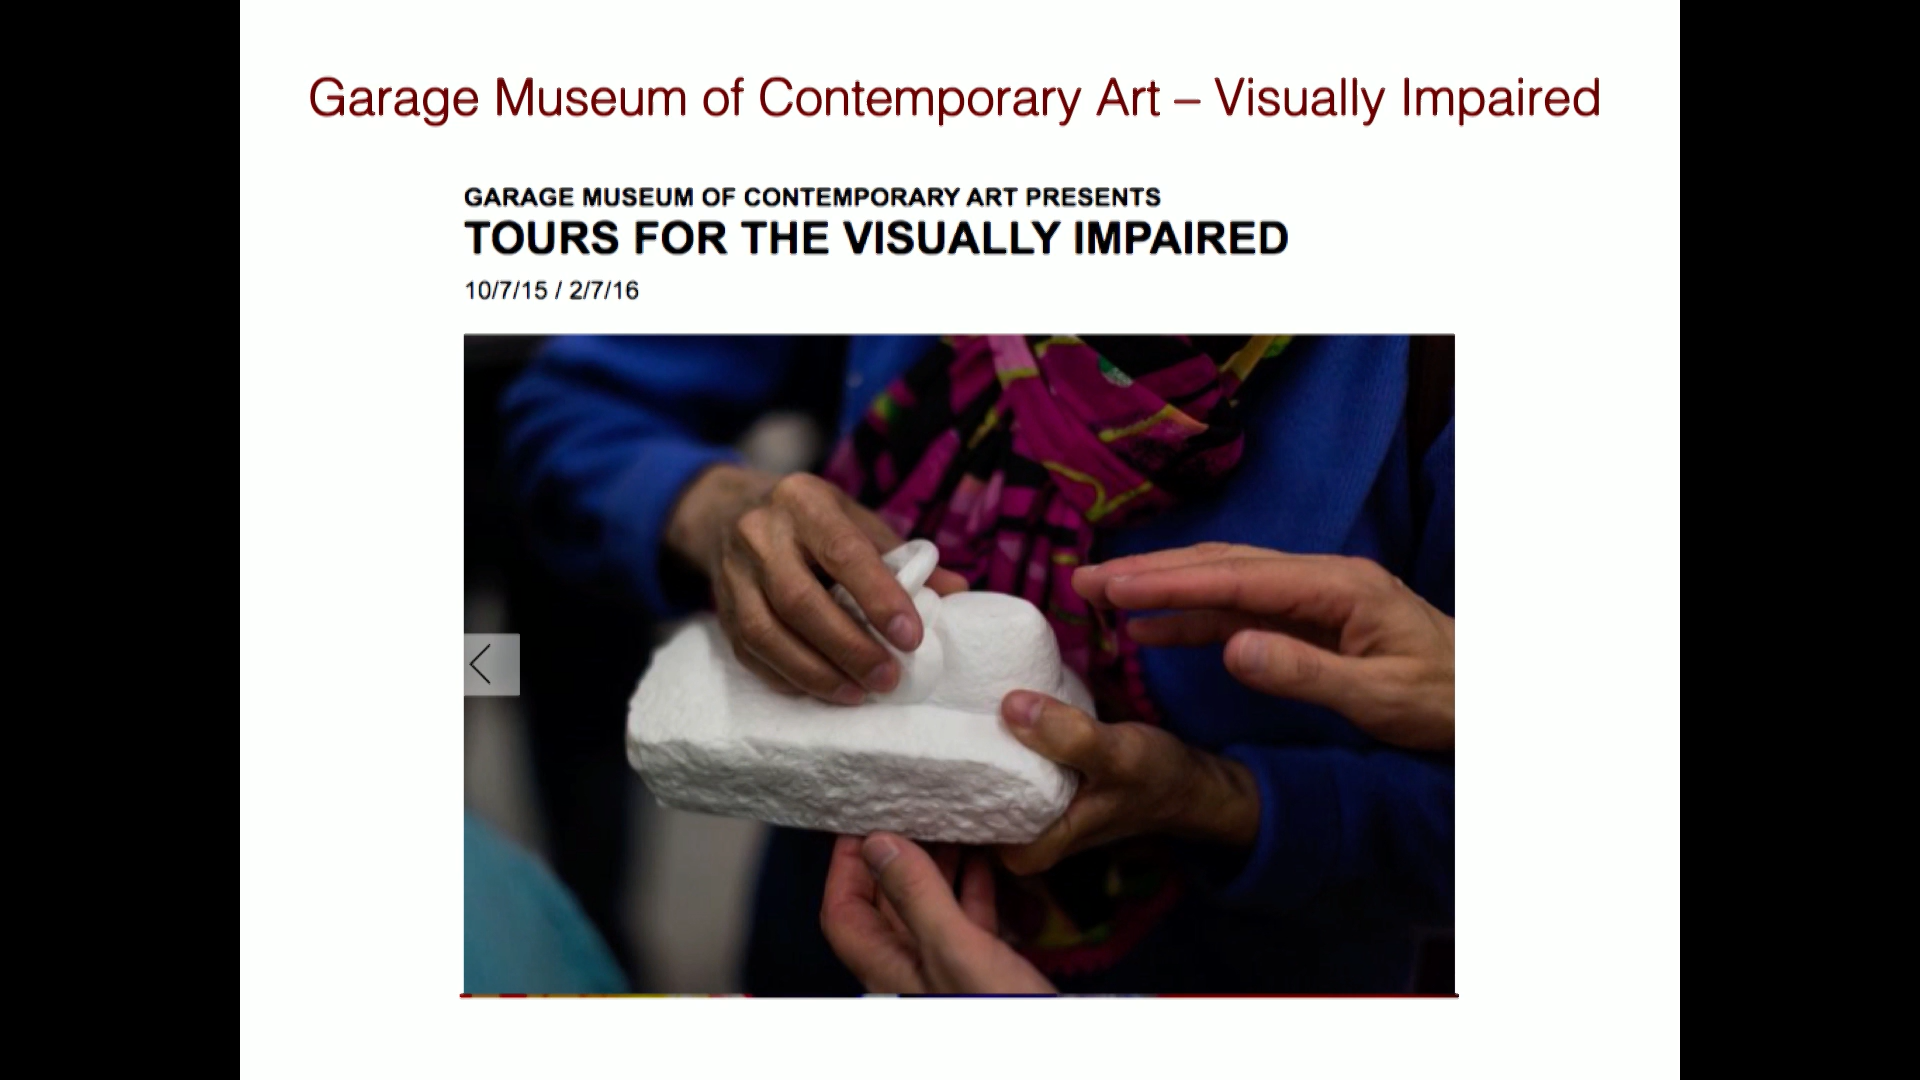 Garage Museum of Contemporary Art – Visually Impaired
GARAGE MUSEUM OF CONTEMPORARY ART PRESENTS
TOURS FOR THE VISUALLY IMPAIRED
10/7/15 / 2/7/16